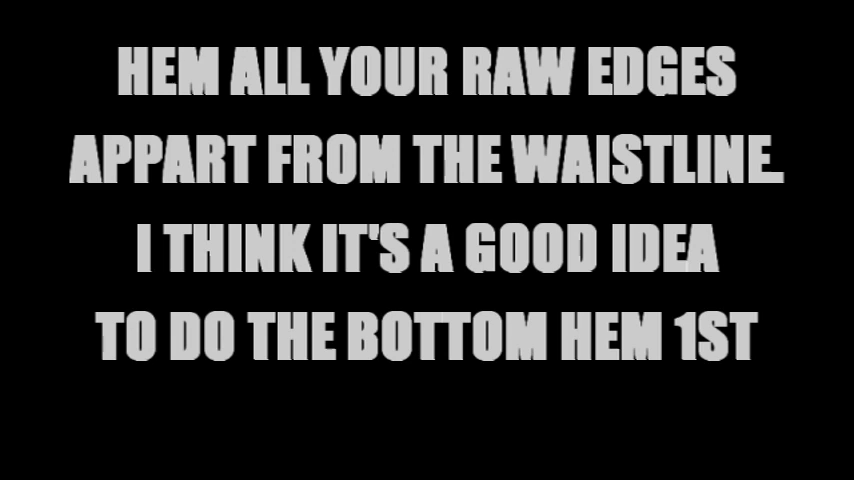 HEM ALL YOUR RAW EDGES
APPART FROM THE WAISTLINE.
I THINK IT'S A GOOD IDEA
TO DO THE BOTTOM HEM 1ST